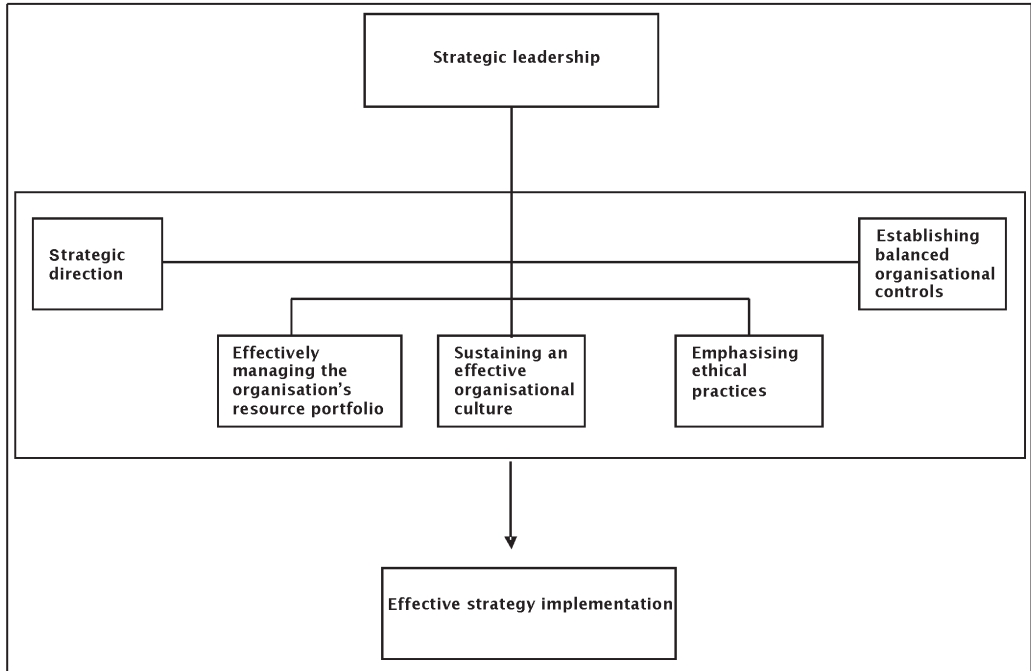 Strategic leadership
Strategic
direction
Establishing
balanced
organisational
controls
Effectively
managing the
organisation's
resource portfolio
Sustaining an
effective
organisational
culture
Emphasising
ethical
practices
Effective strategy implementation